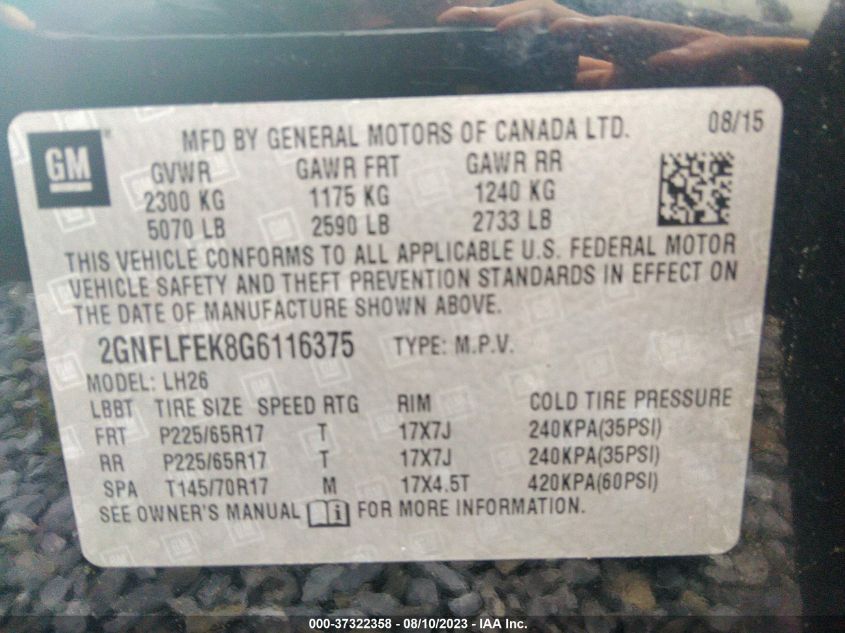 08/15
GM
MFD BY GENERAL MOTORS OF CANADA LTD.
GVWR GAWR FRT GAWR RR
2300 KG 1175 KG 1240 KG
5070 LB 2590 LB 2733 LB
THIS VEHICLE CONFORMS TO ALL APPLICABLE U.S. FEDERAL MOTOR
VEHICLE SAFETY AND THEFT PREVENTION STANDARDS IN EFFECT ON
THE DATE OF MANUFACTURE SHOWN ABOVE.
2GNFLFEK8G6116375 TYPE: M.P.V.
MODEL: LH26
LBBT TIRE SIZE SPEED RTG RIM COLD TIRE PRESSURE
FRT P225/65R17 T 17X7J 240KPA(35PSI)
RR P225/65R17 T 17X7J 240KPA(35PSI)
SPA T145/70R17 M 17X4.5T 420KPA(60PSI)
SEE OWNER'S MANUAL i FOR MORE INFORMATION.
000-37322358 - 08/10/2023 - IAA Inc.